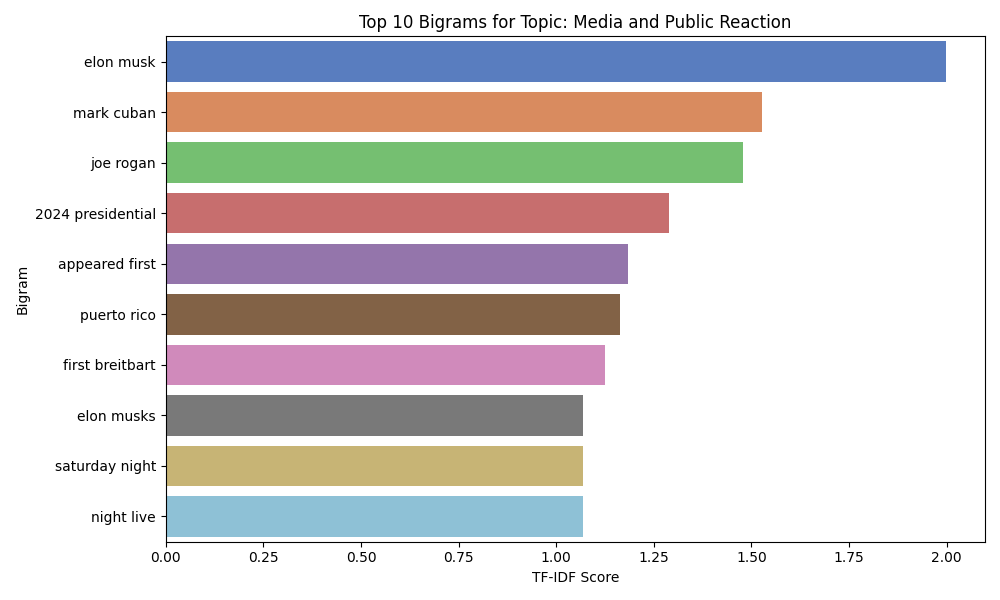 Top 10 Bigrams for Topic: Media and Public Reaction
Bigram
elon musk
mark cuban
joe rogan
2024 presidential
appeared first
puerto rico
first breitbart
elon musks
saturday night
night live
0.00 0.25 0.50 0.75 1.00 1.25 1.50 1.75 2.00
TF-IDF Score